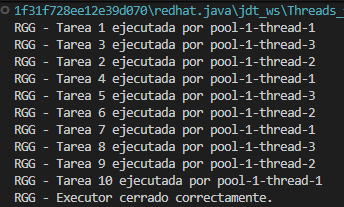 1f31f728ee12e39d070\redhat.java\jdt_ws\Threads_
RGG - Tarea 1 ejecutada por pool-1-thread-1
RGG - Tarea 3 ejecutada por pool-1-thread-3
RGG - Tarea 2 ejecutada por pool-1-thread-2
RGG - Tarea 4 ejecutada por pool-1-thread-1
RGG - Tarea 5 ejecutada por pool-1-thread-3
RGG - Tarea 6 ejecutada por pool-1-thread-2
RGG - Tarea 7 ejecutada por pool-1-thread-1
RGG - Tarea 8 ejecutada por pool-1-thread-3
RGG - Tarea 9 ejecutada por pool-1-thread-2
RGG - Tarea 10 ejecutada por pool-1-thread-1
RGG - Executor cerrado correctamente.